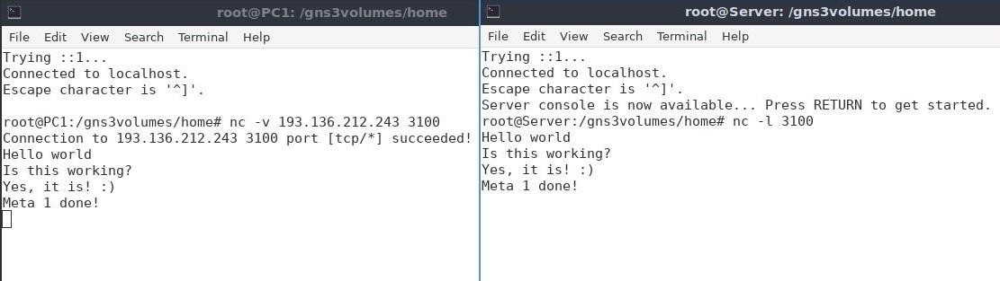 root@PC1: /gns3volumes/home
File Edit View Search Terminal Help
Trying ::1...
Connected to localhost.
Escape character is '^]'.
root@PC1:/gns3volumes/home# nc -v 193.136.212.243 3100
Connection to 193.136.212.243 3100 port [tcp/*] succeeded!
Hello world
Is this working?
Yes, it is! :)
Meta 1 done!
root@Server: /gns3volumes/home
File Edit View Search Terminal Help
Trying ::1...
Connected to localhost.
Escape character is '^]'.
Server console is now available... Press RETURN to get started.
root@Server:/gns3volumes/home# nc -l 3100
Hello world
Is this working?
Yes, it is! :)
Meta 1 done!